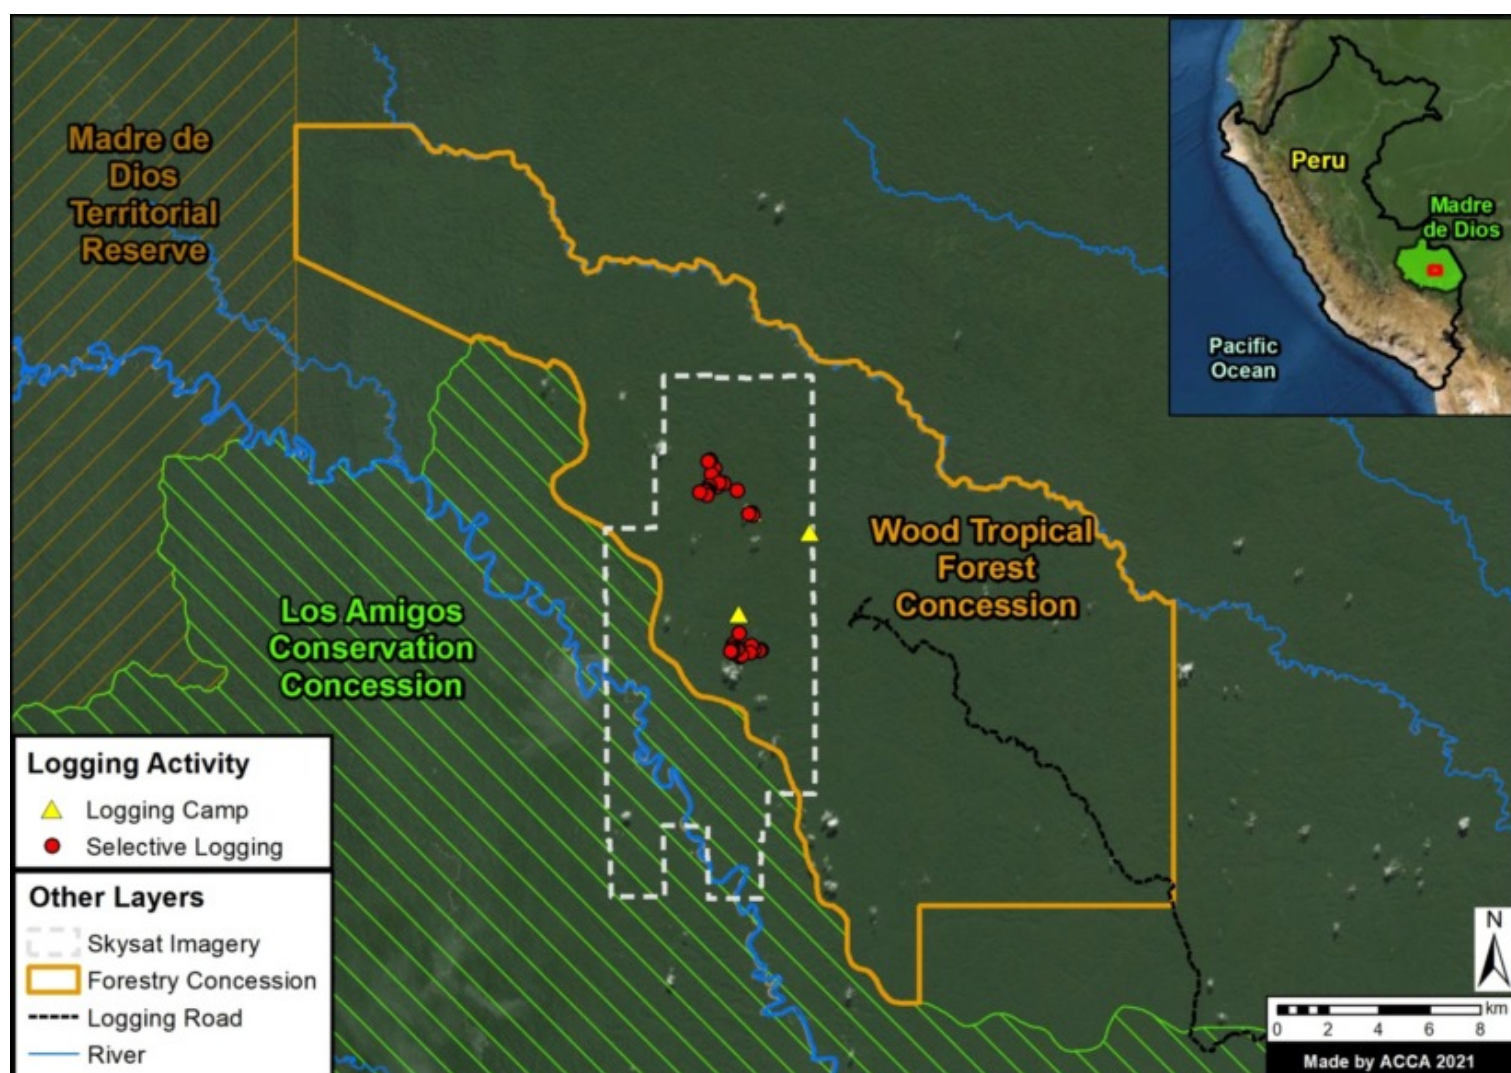 Madre de
Dios
Territorial
Reserve
Peru
Madre
de Dios
Pacific
Ocean
Wood Tropical
Forest
Concession
Los Amigos
Conservation
Concession
Logging Activity
Logging Camp
Selective Logging
Other Layers
Skysat Imagery
Forestry Concession
Logging Road
River
N
km
0 2 4 6 8
Made by ACCA 2021